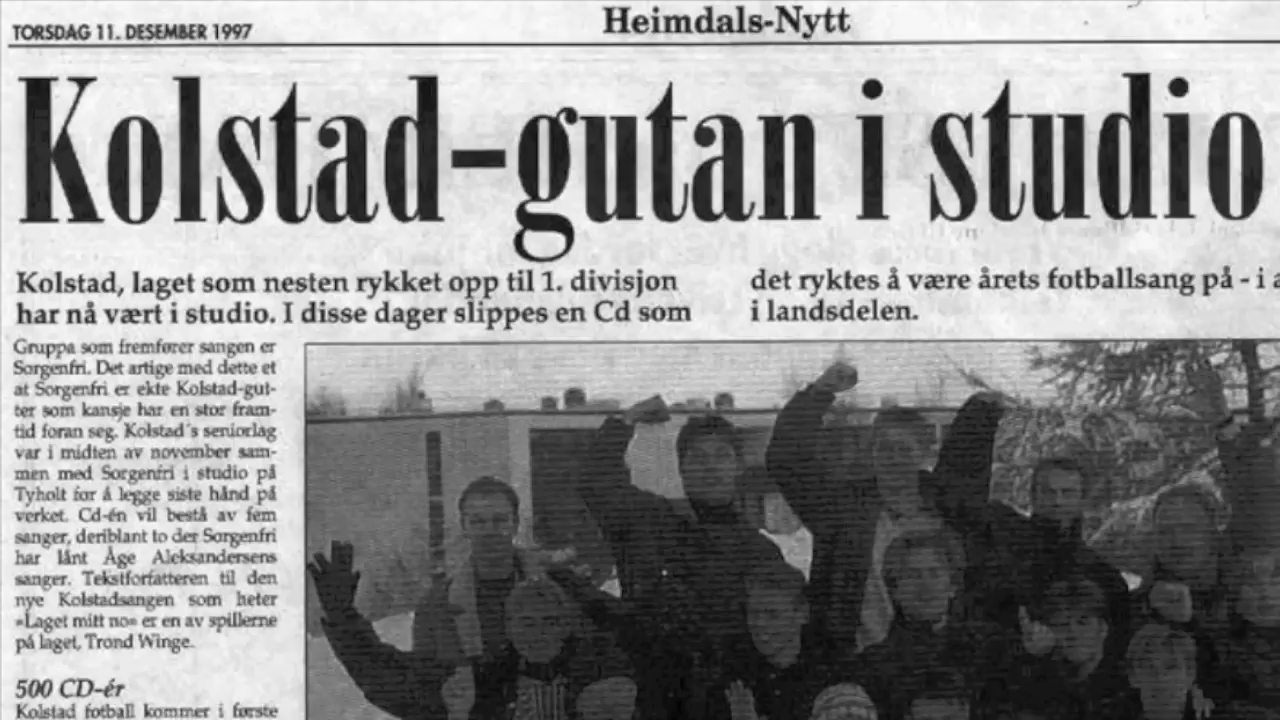 TORSDAG 11. DESEMBER 1997
Heimdals-Nytt
Kolstad-gutan i studio
Kolstad, laget som nesten rykket opp til 1. divisjon
har nå vært i studio. I disse dager slippes en Cd som
det ryktes å være årets fotballsang på - i
i landsdelen.
Gruppa som fremfører sangen er
Sorgenfri. Det artige med dette et
at Sorgenfri er ekte Kolstad-gut-
ter som kansje har en stor fram-
tid foran seg. Kolstad´s seniorlag
var i midten av november sam-
men med Sorgenfri i studio på
Tyholt for å legge siste hånd på
verket. Cd-én vil bestå av fem
sanger, deriblant to der Sorgenfri
har lånt Åge Aleksandersens
sanger. Tekstforfatteren til den
nye Kolstadsangen som heter
«Laget mitt no» er en av spillerne
på laget, Trond Winge.
500 CD-ér
Kolstad fotball kommer i første